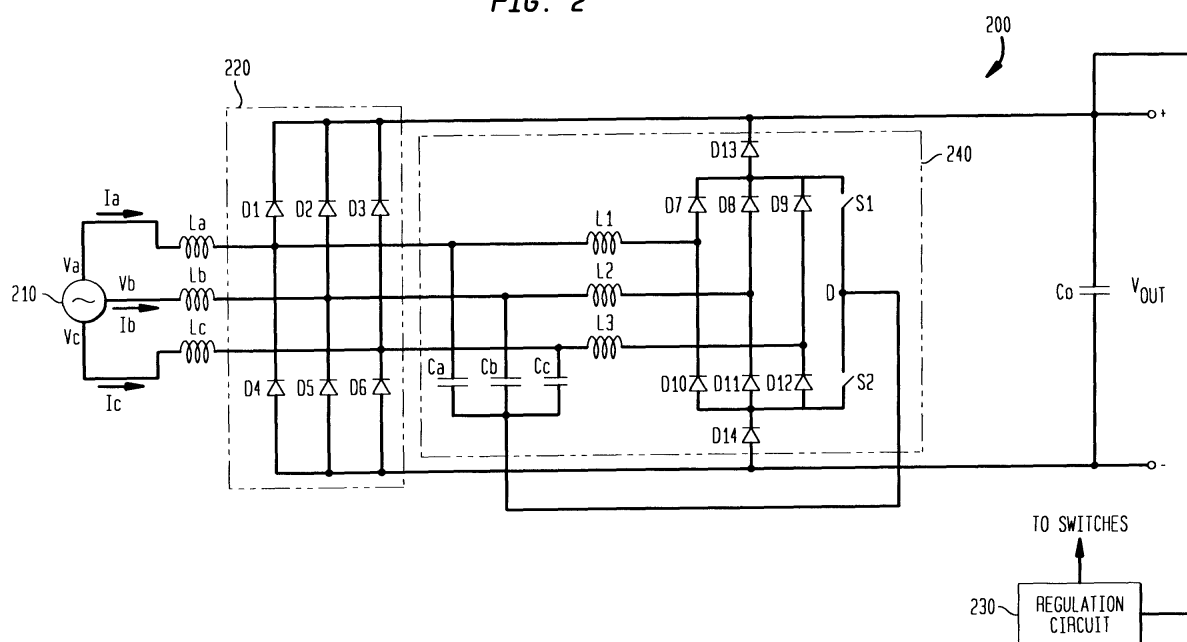 FIG. 2
200
220
240
D13
Ia
D1 D2 D3
D7 D8 D9 S1
La
L1
Va
210
Vb
Lb
L2
D
Co
VOUT
+
Ib
Vc
Lc
L3
Ca Cb Cc
D4 D5 D6
D10 D11 D12 S2
Ic
D14
-
TO SWITCHES
230
REGULATION
CIRCUIT